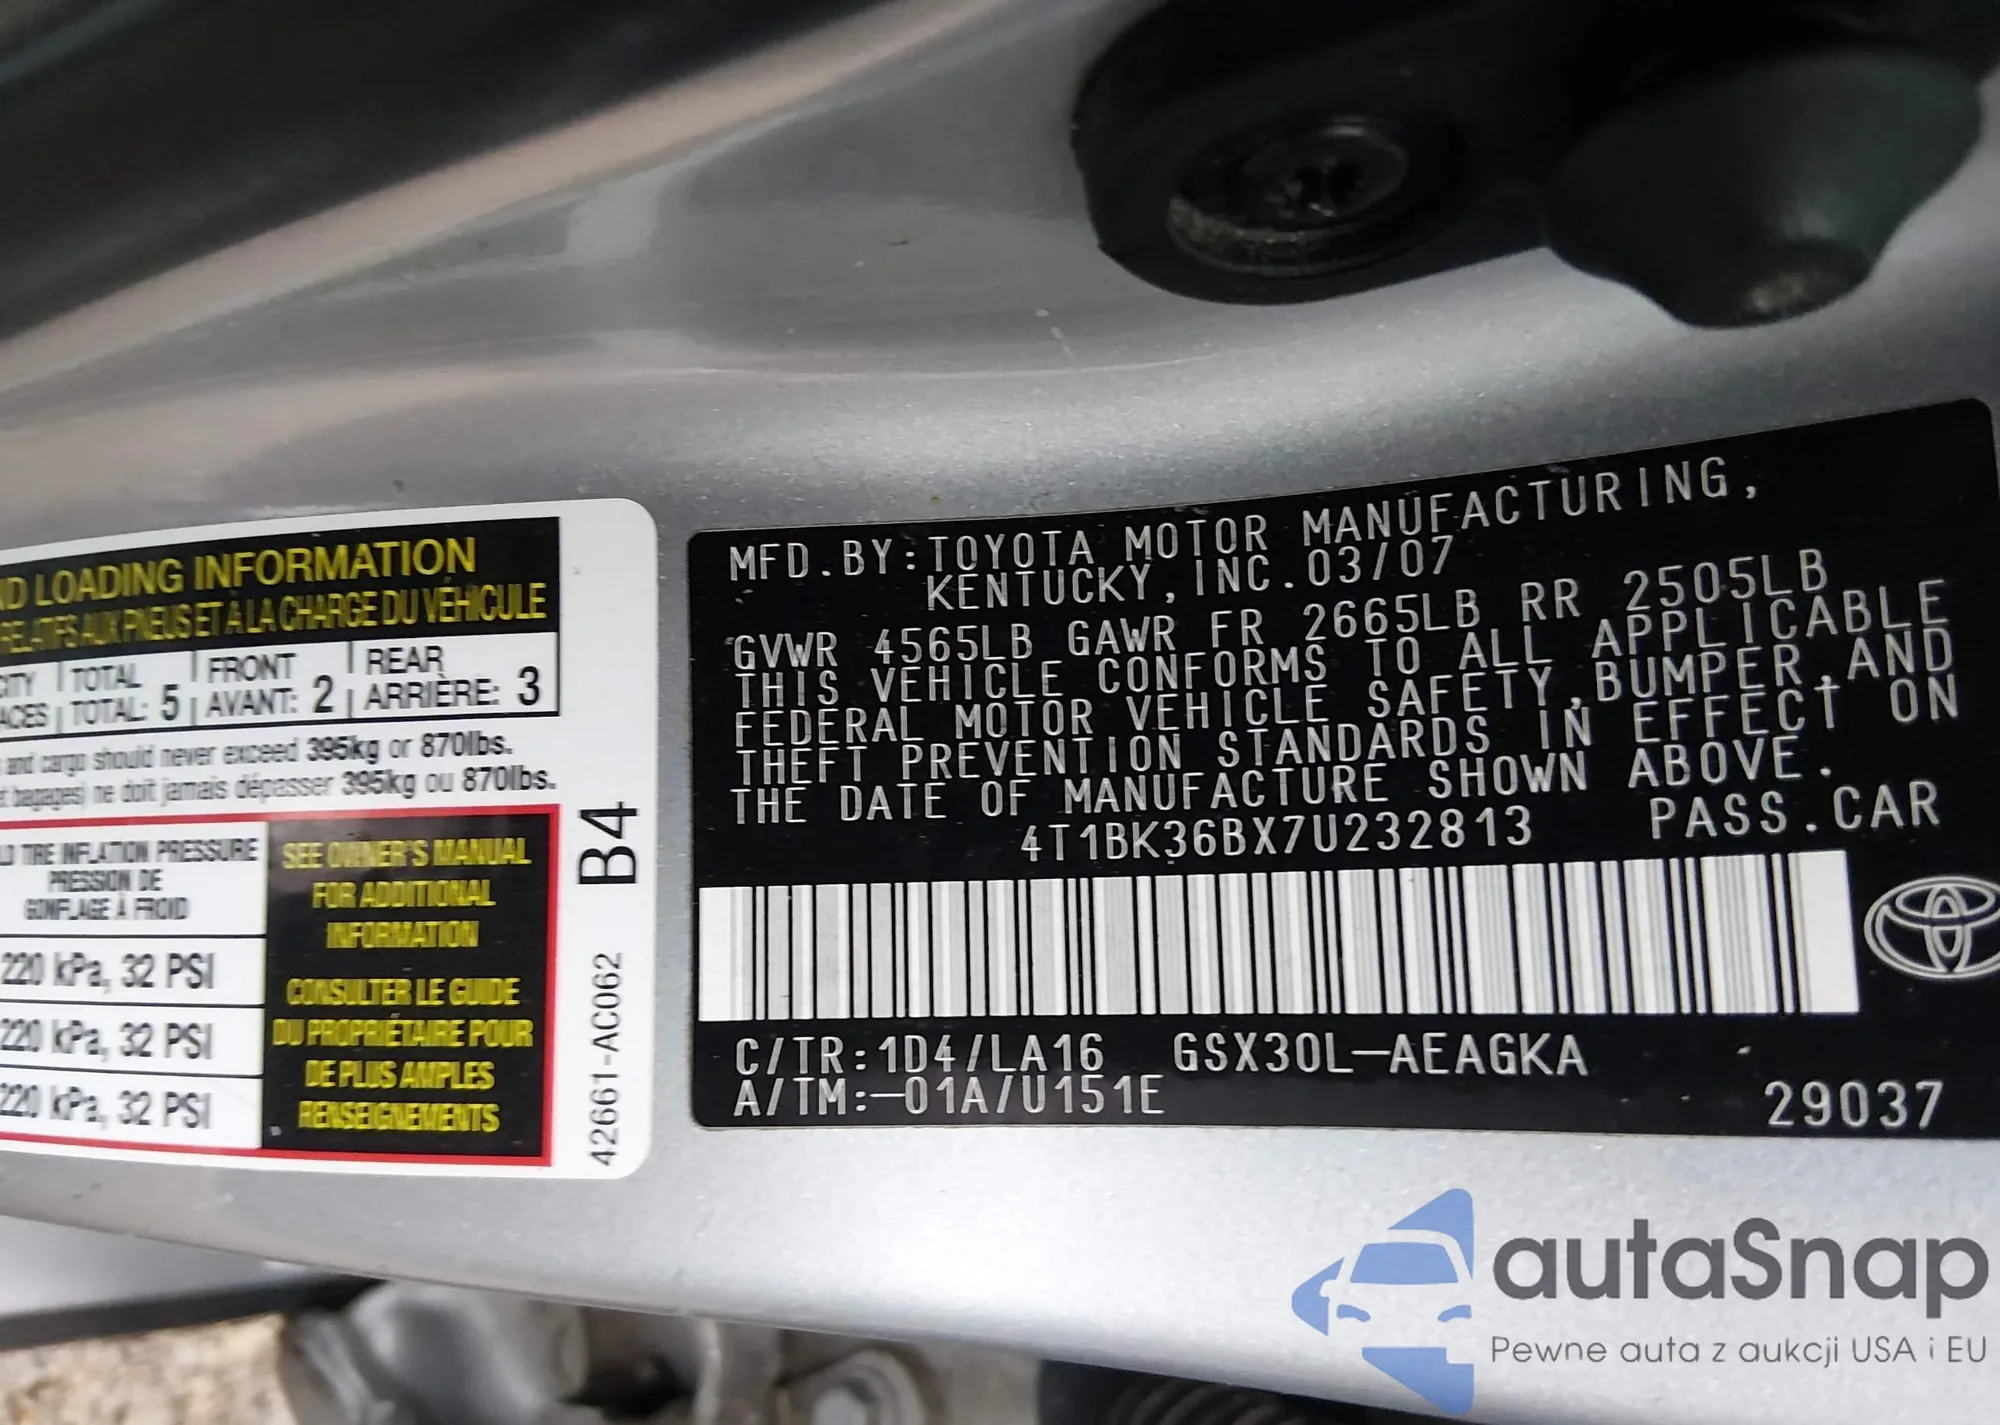 ND LOADING INFORMATION
RELATIFS AUX PNEUS ET À LA CHARGE DU VÉHICULE
CITY TOTAL FRONT REAR
ACES TOTAL: 5 AVANT: 2 ARRIÈRE: 3
and cargo should never exceed 395kg or 870lbs.
t bagages) ne doit jamais dépasser 395kg ou 870lbs.
LD TIRE INFLATION PRESSURE
PRESSION DE
GONFLAGE À FROID
220 kPa, 32 PSI
220 kPa, 32 PSI
220 kPa, 32 PSI
SEE OWNER'S MANUAL
FOR ADDITIONAL
INFORMATION
CONSULTER LE GUIDE
DU PROPRIÉTAIRE POUR
DE PLUS AMPLES
RENSEIGNEMENTS
B4
42661-AC062
MFD.BY:TOYOTA MOTOR MANUFACTURING,
KENTUCKY,INC.03/07
GVWR 4565LB GAWR FR 2665LB RR 2505LB
THIS VEHICLE CONFORMS TO ALL APPLICABLE
FEDERAL MOTOR VEHICLE SAFETY,BUMPER,AND
THEFT PREVENTION STANDARDS IN EFFECT ON
THE DATE OF MANUFACTURE SHOWN ABOVE.
4T1BK36BX7U232813 PASS.CAR
C/TR:1D4/LA16 GSX30L-AEAGKA
A/TM:-01A/U151E
29037
autaSnap
Pewne auta z aukcji USA i EU